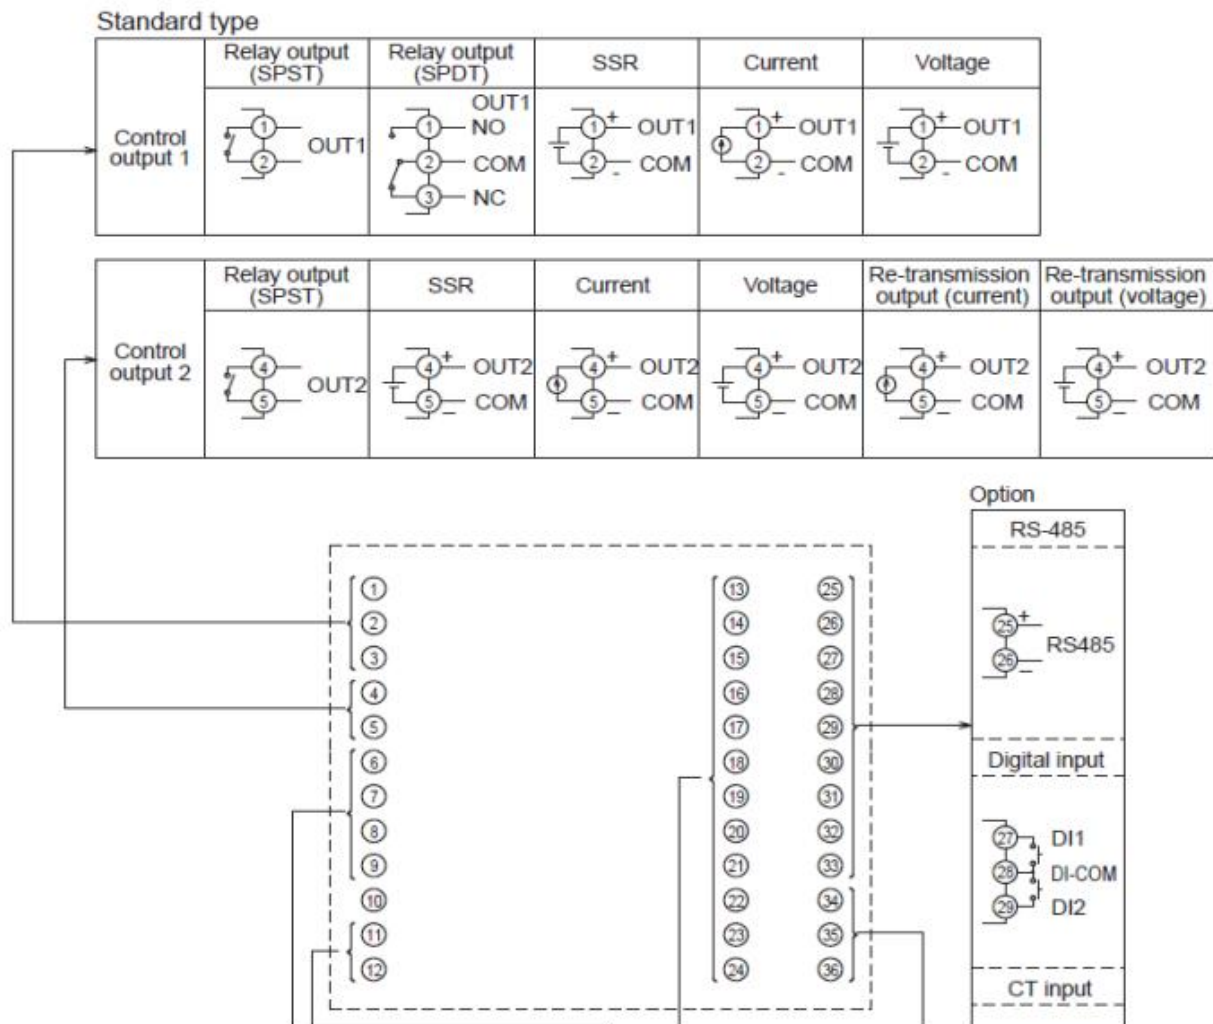 Standard type
Relay output (SPST)
Relay output (SPDT)
SSR
Current
Voltage
Control output 1
1
2
OUT1
OUT1
1 NO
2 COM
3 NC
1 + OUT1
2 - COM
1 + OUT1
2 - COM
1 + OUT1
2 - COM
Relay output (SPST)
SSR
Current
Voltage
Re-transmission output (current)
Re-transmission output (voltage)
Control output 2
4
5
OUT2
4 + OUT2
5 - COM
4 + OUT2
5 - COM
4 + OUT2
5 - COM
4 + OUT2
5 - COM
4 + OUT2
5 - COM
Option
RS-485
25 +
26 -
RS485
Digital input
27 DI1
28 DI-COM
29 DI2
CT input
1 13 25
2 14 26
3 15 27
4 16 28
5 17 29
6 18 30
7 19 31
8 20 32
9 21 33
10 22 34
11 23 35
12 24 36